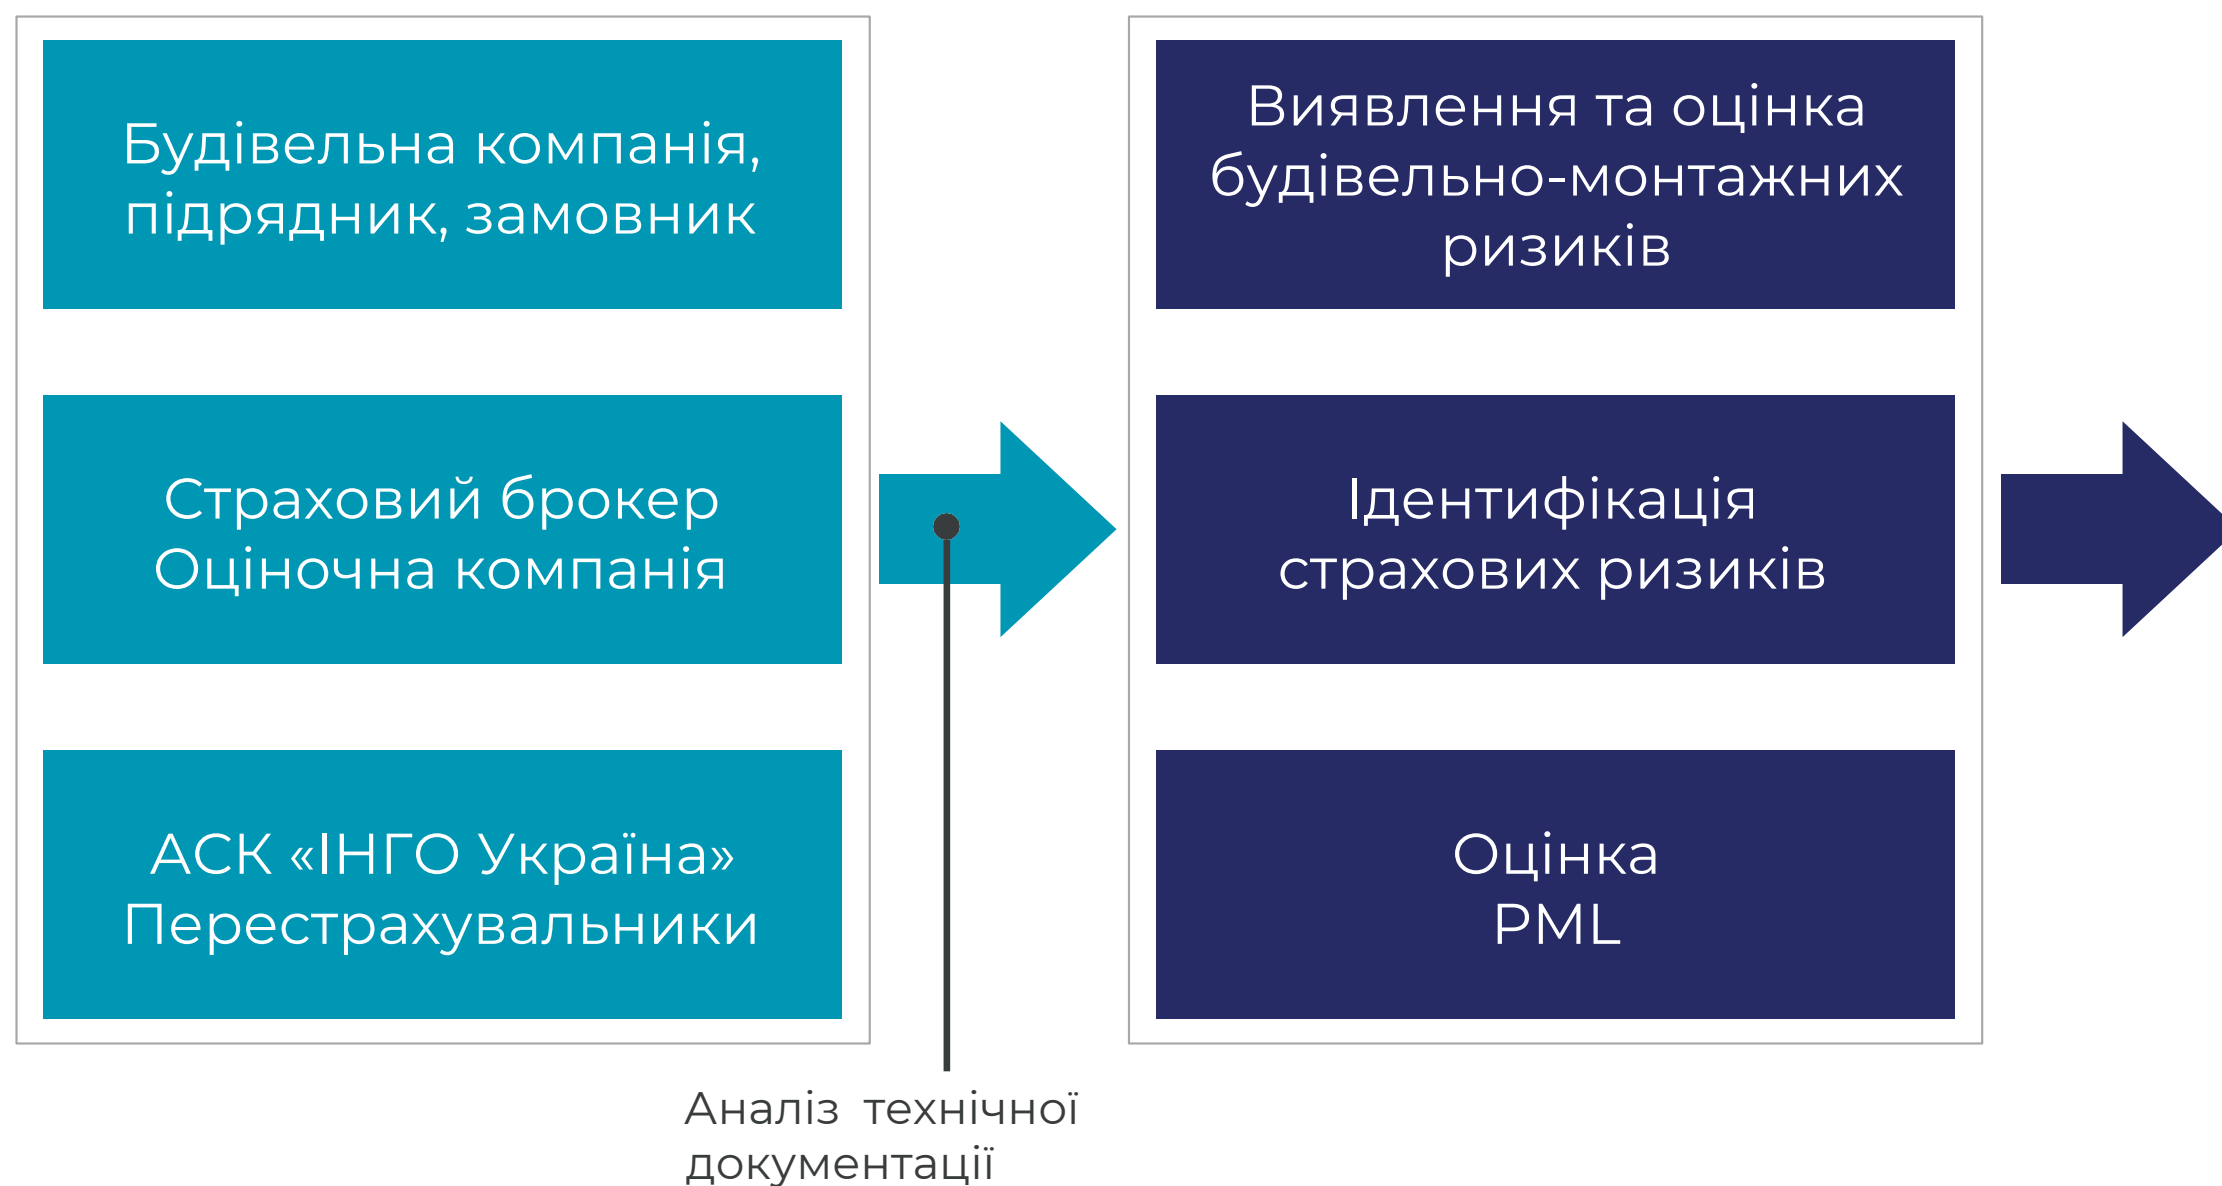 Будівельна компанія,
підрядник, замовник
Страховий брокер
Оціночна компанія
АСК «ІНГО Україна»
Перестрахувальники
Аналіз технічної
документації
Виявлення та оцінка
будівельно-монтажних
ризиків
Ідентифікація
страхових ризиків
Оцінка
PML